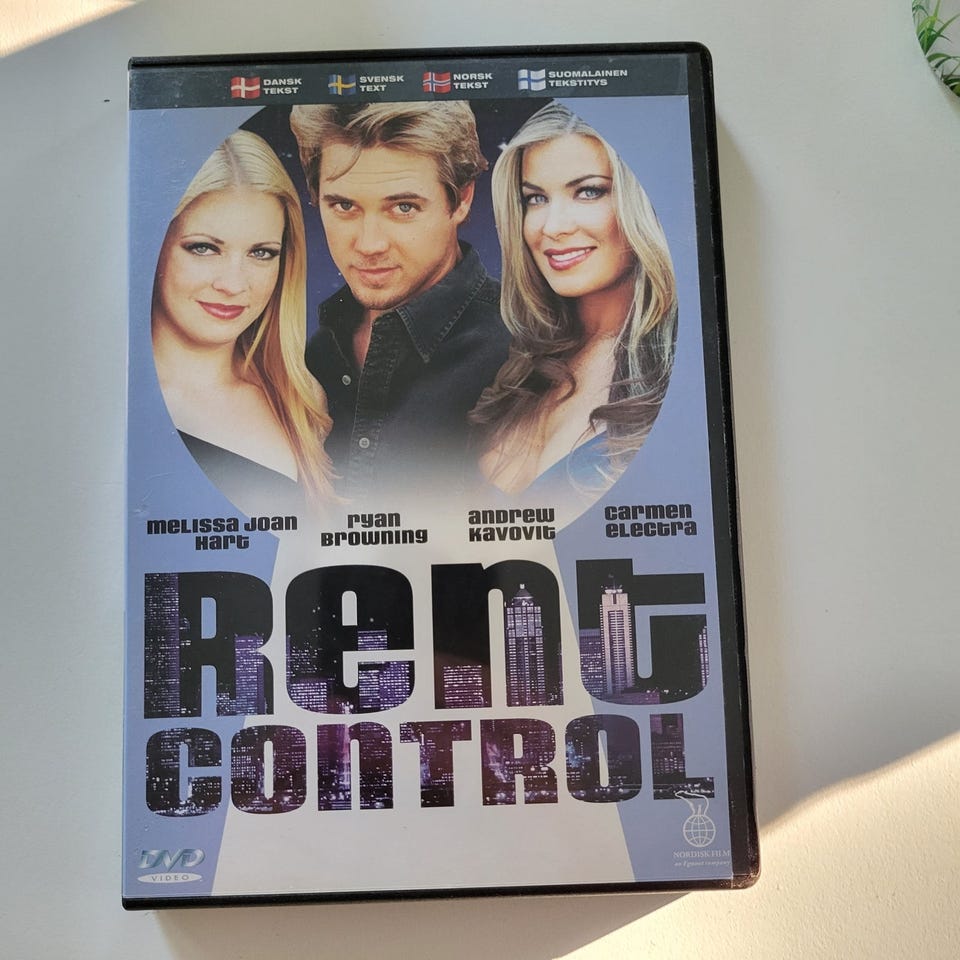 DANSK
TEKST
SVENSK
TEXT
NORSK
TEKST
SUOMALAINEN
TEKSTITYS
MELISSA JOAN
HART
RYAN
BROWNING
ANDREW
KAVOVIT
CARMEN
ELECTRA
RENT
CONTROL
DVD
VIDEO
NORDISK FILM
an Egmont company